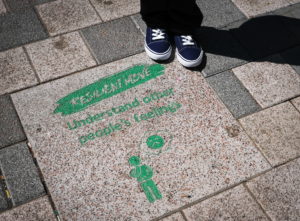 RESILIENT MOVE
Understand other
people's feelings